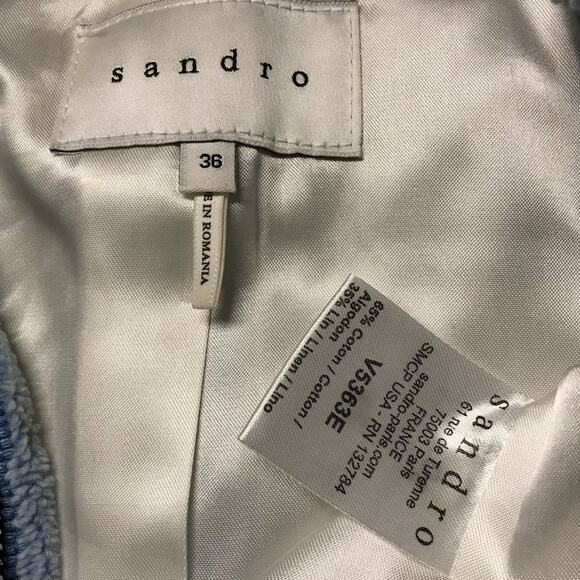 sandro
36
E IN ROMANIA
sandro
61 rue de Turenne
75003 Paris
FRANCE
sandro-paris.com
SMCP USA - RN 132784
V5363E
65% Coton / Cotton /
Algodon
35% Lin / Linen / Lino